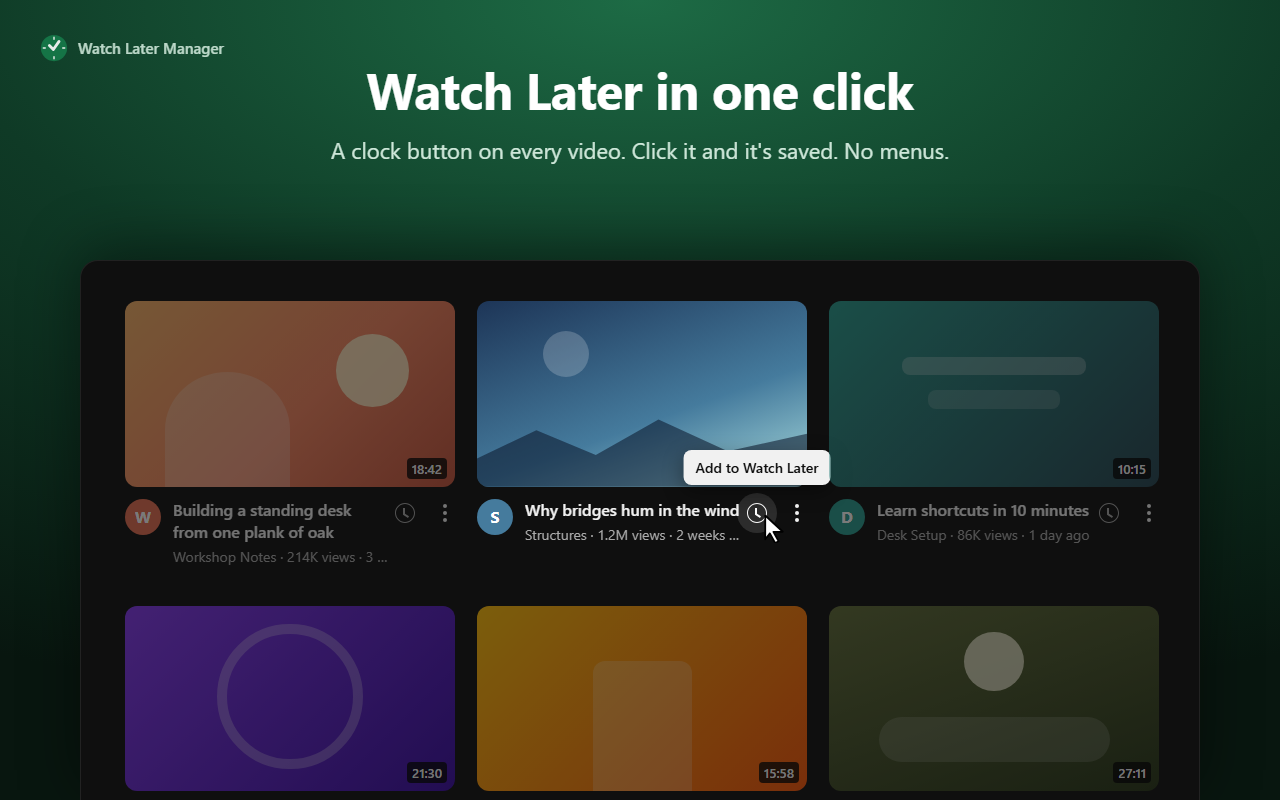 Watch Later Manager
Watch Later in one click
A clock button on every video. Click it and it's saved. No menus.
18:42
10:15
Add to Watch Later
W
Building a standing desk
from one plank of oak
Workshop Notes · 214K views · 3 ...
S
Why bridges hum in the wind
Structures · 1.2M views · 2 weeks ...
D
Learn shortcuts in 10 minutes
Desk Setup · 86K views · 1 day ago
21:30
15:58
27:11